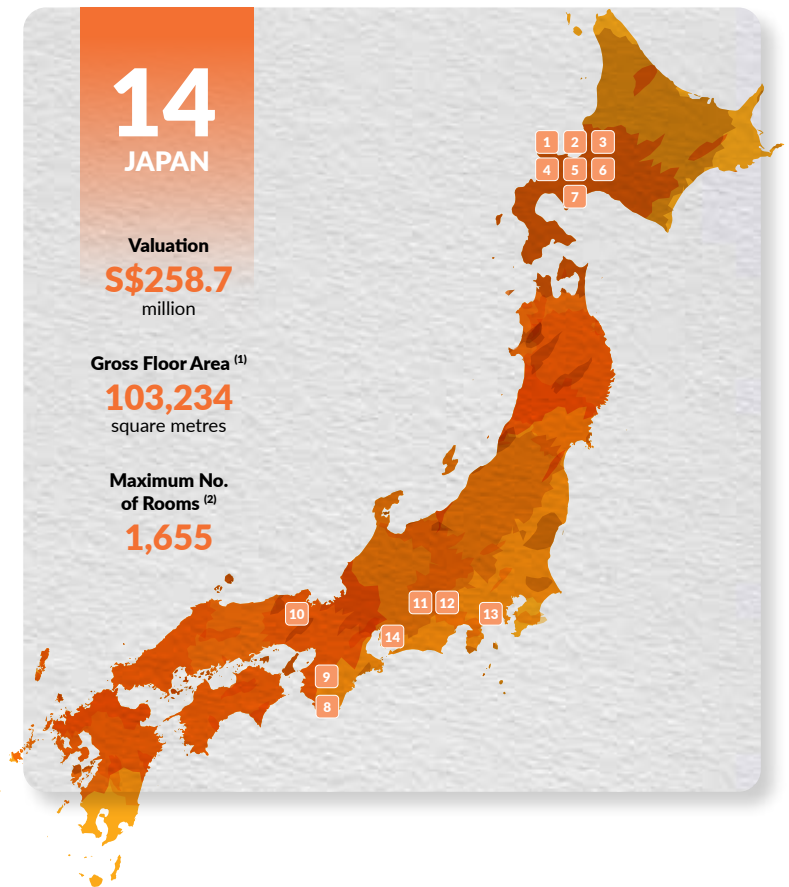 14
JAPAN
Valuation
S$258.7
million
Gross Floor Area (1)
103,234
square metres
Maximum No.
of Rooms (2)
1,655
1 2 3
4 5 6
7
11 12
10 13
14
9
8